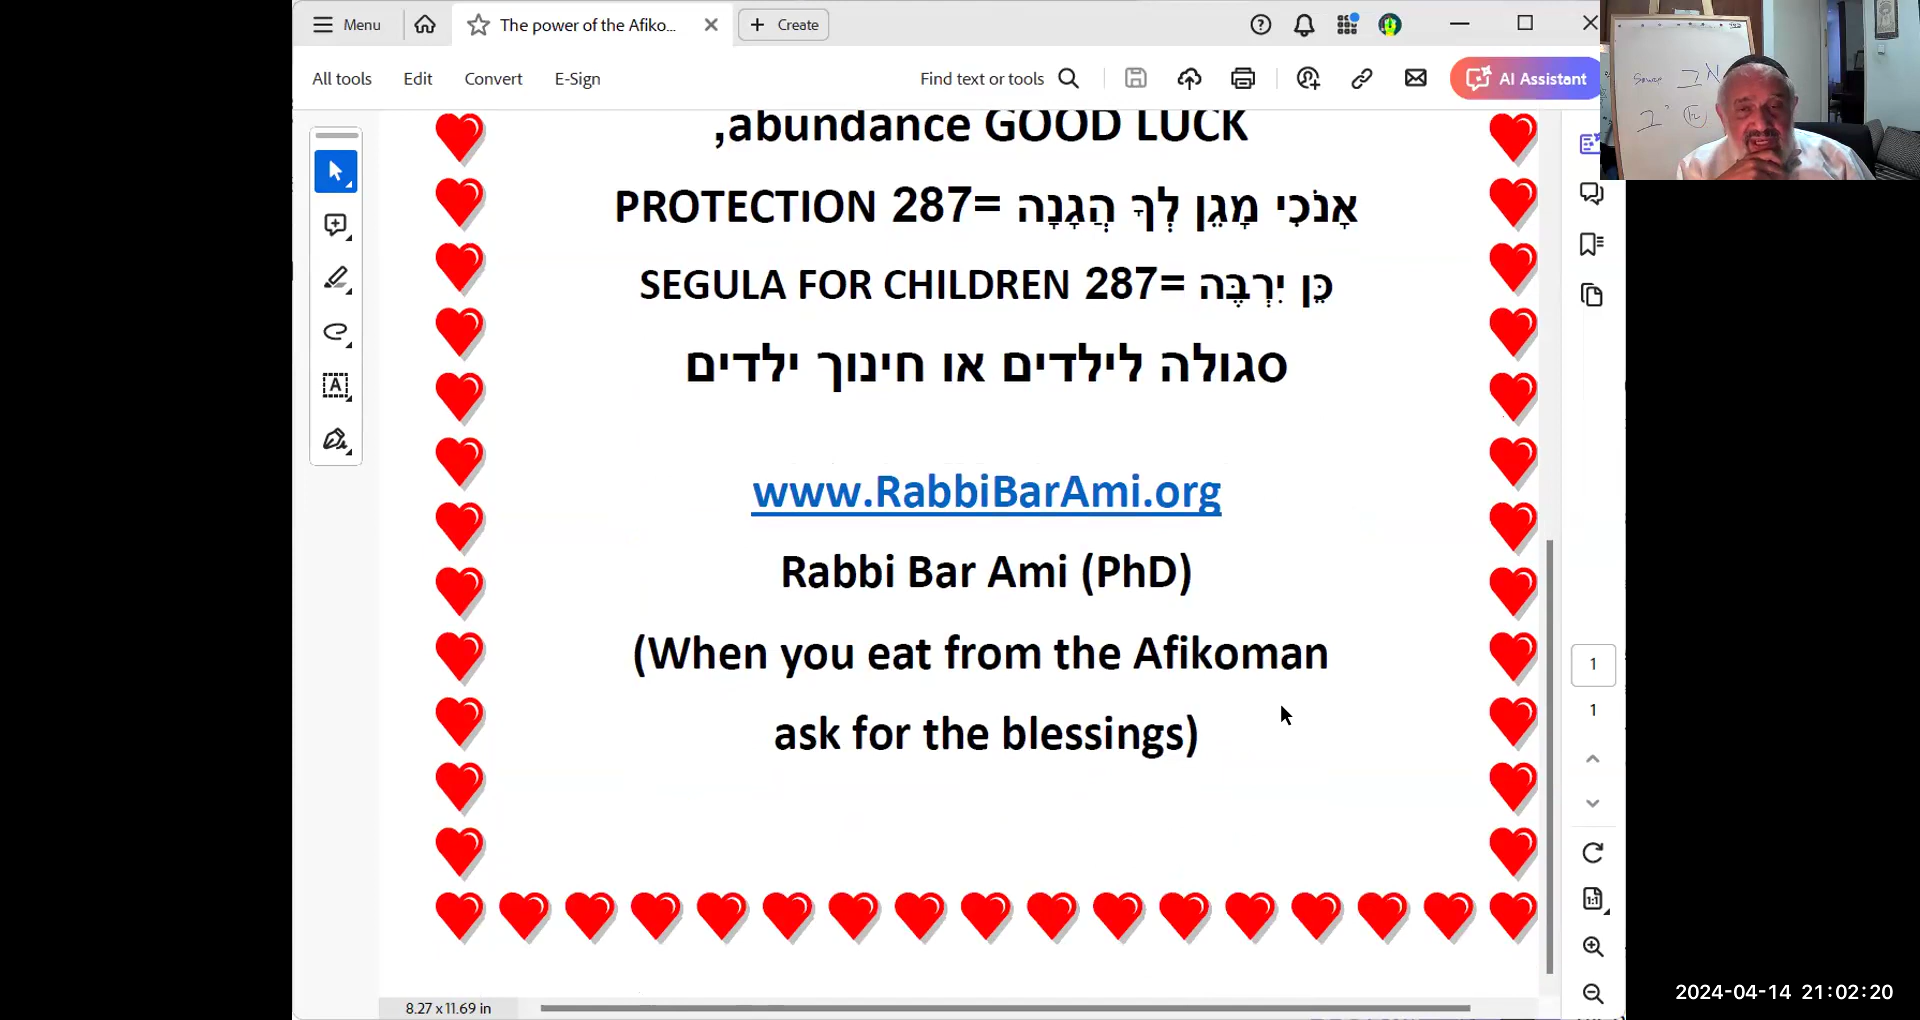 Menu
The power of the Afiko...
Create
All tools
Edit
Convert
E-Sign
Find text or tools
AI Assistant
,abundance GOOD LUCK
PROTECTION 287= אָנֹכִי מָגֵן לְךָ הֲגָנָה
SEGULA FOR CHILDREN 287= כֵּן יִרְבֶּה
סגולה לילדים או חינוך ילדים
www.RabbiBarAmi.org
Rabbi Bar Ami (PhD)
(When you eat from the Afikoman
ask for the blessings)
1
1
8.27 x 11.69 in
2024-04-14 21:02:20